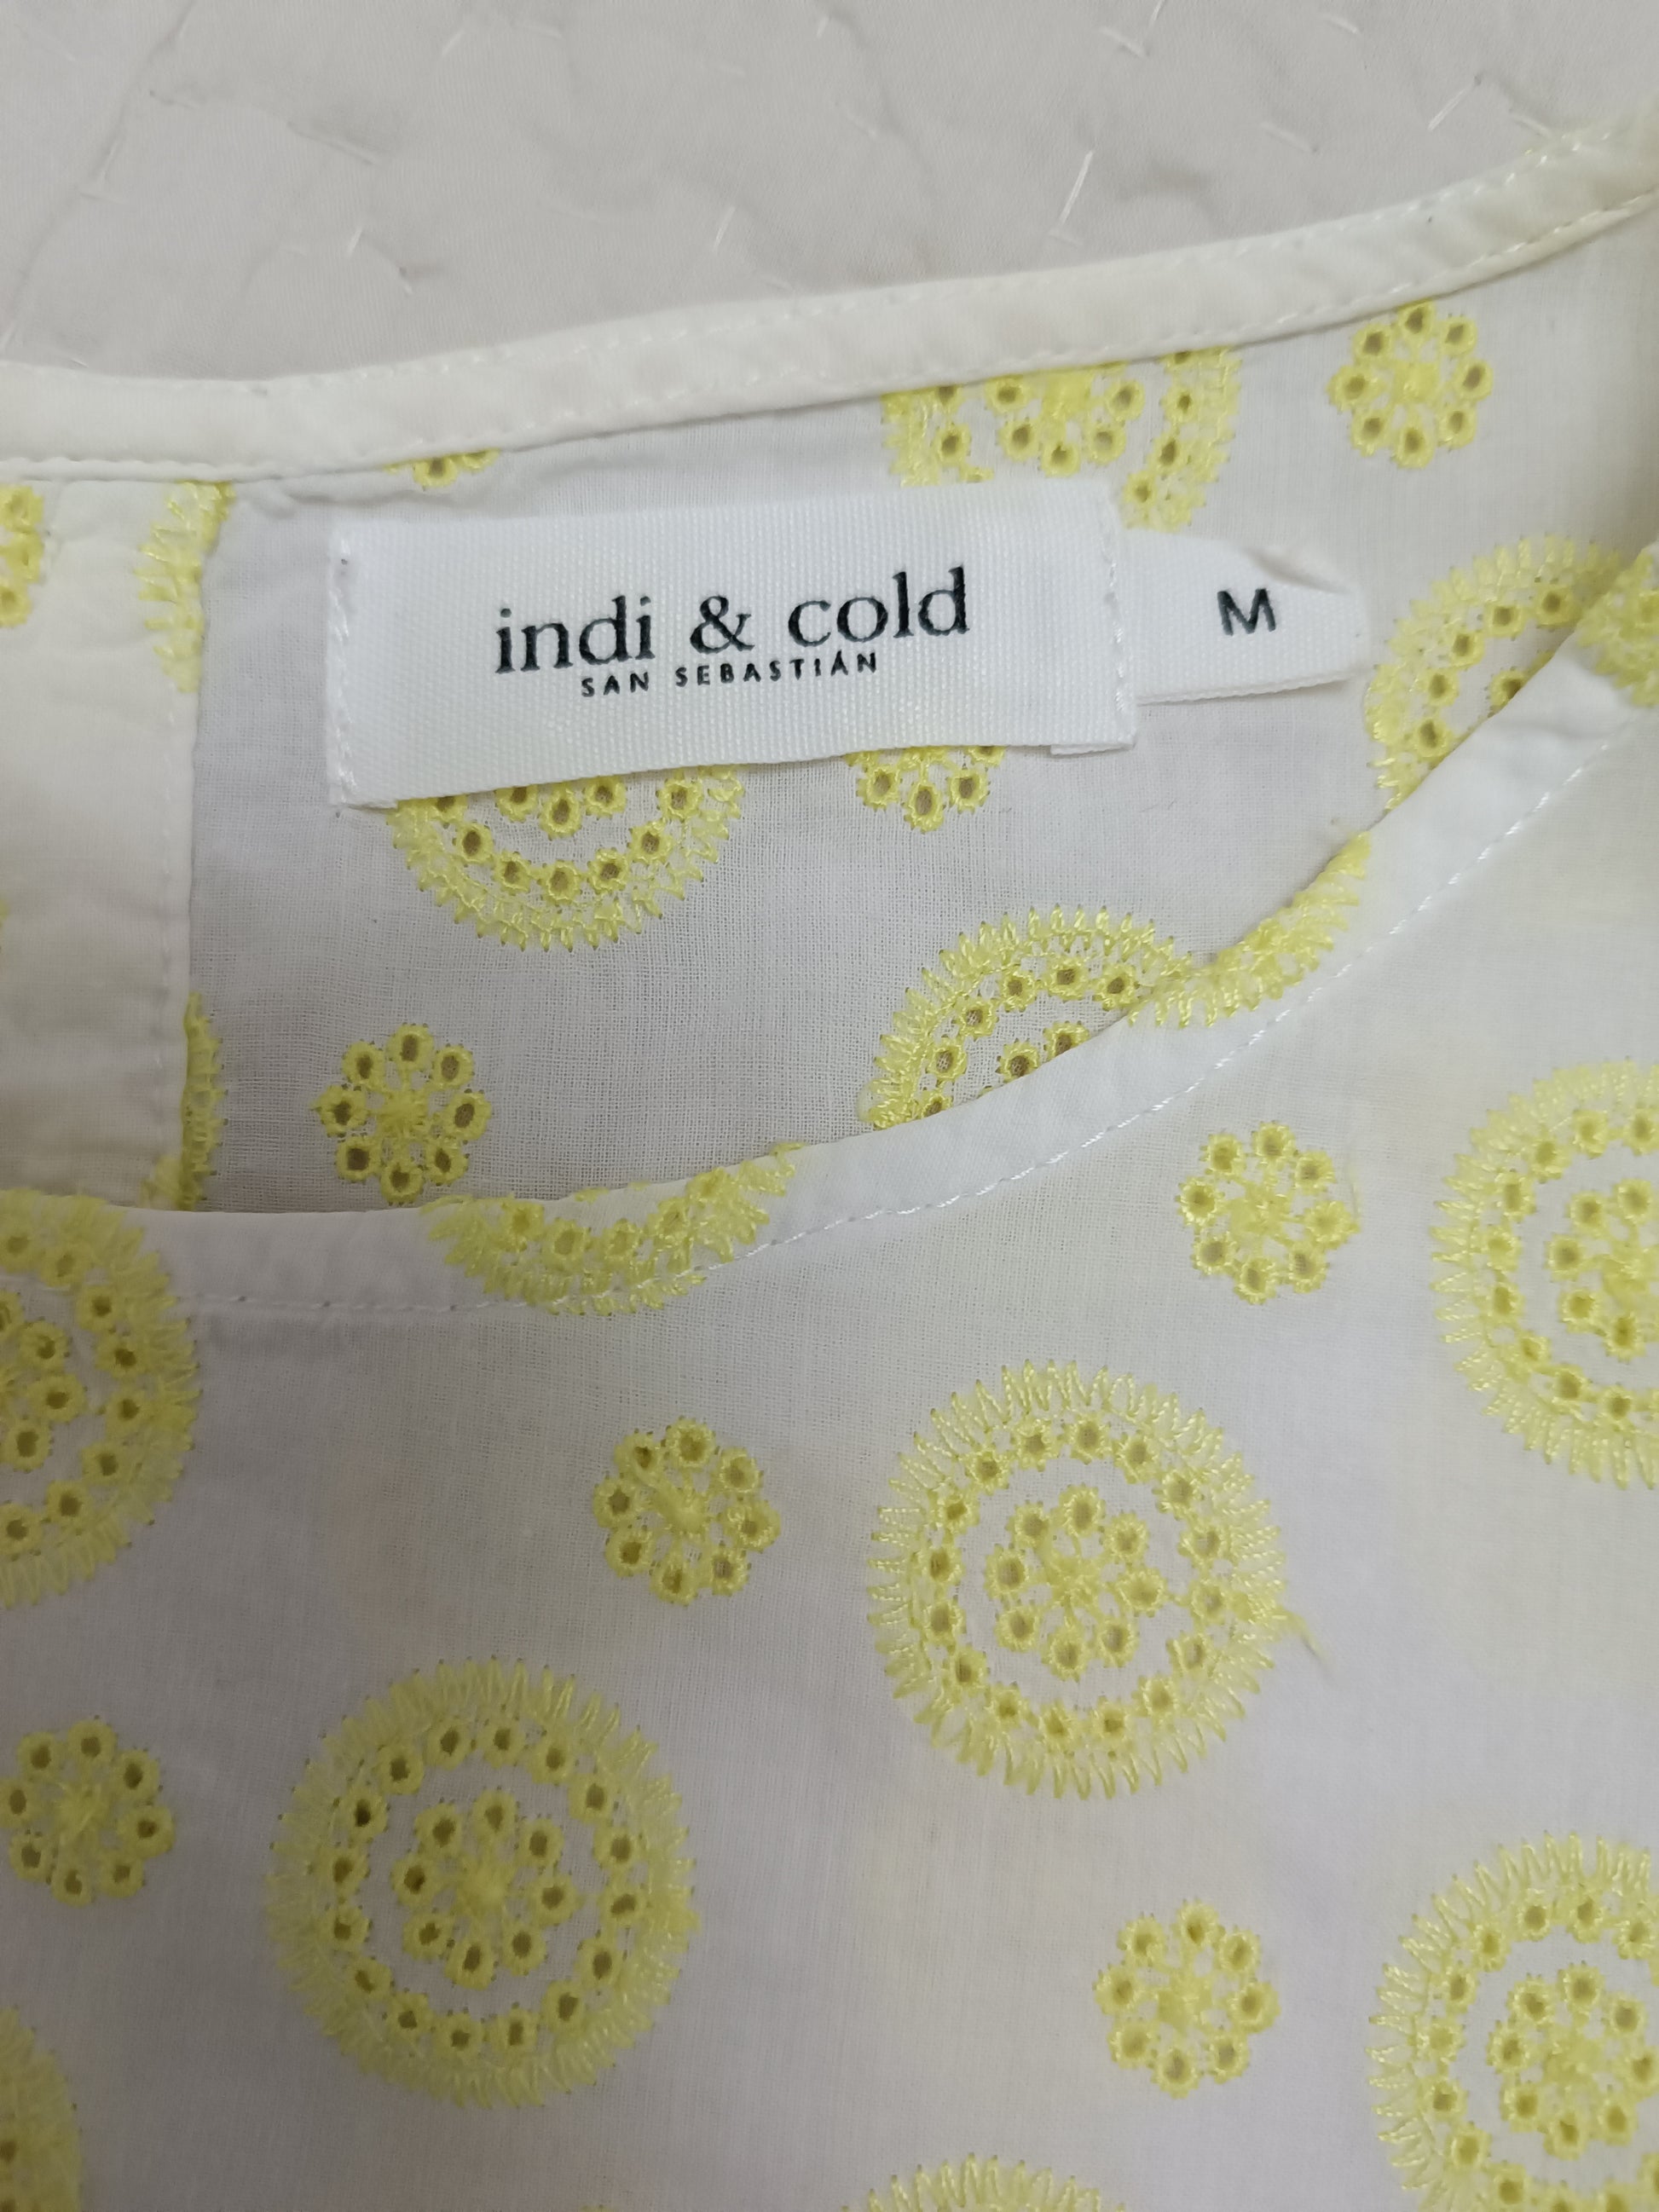 indi & cold
SAN SEBASTIÁN
M